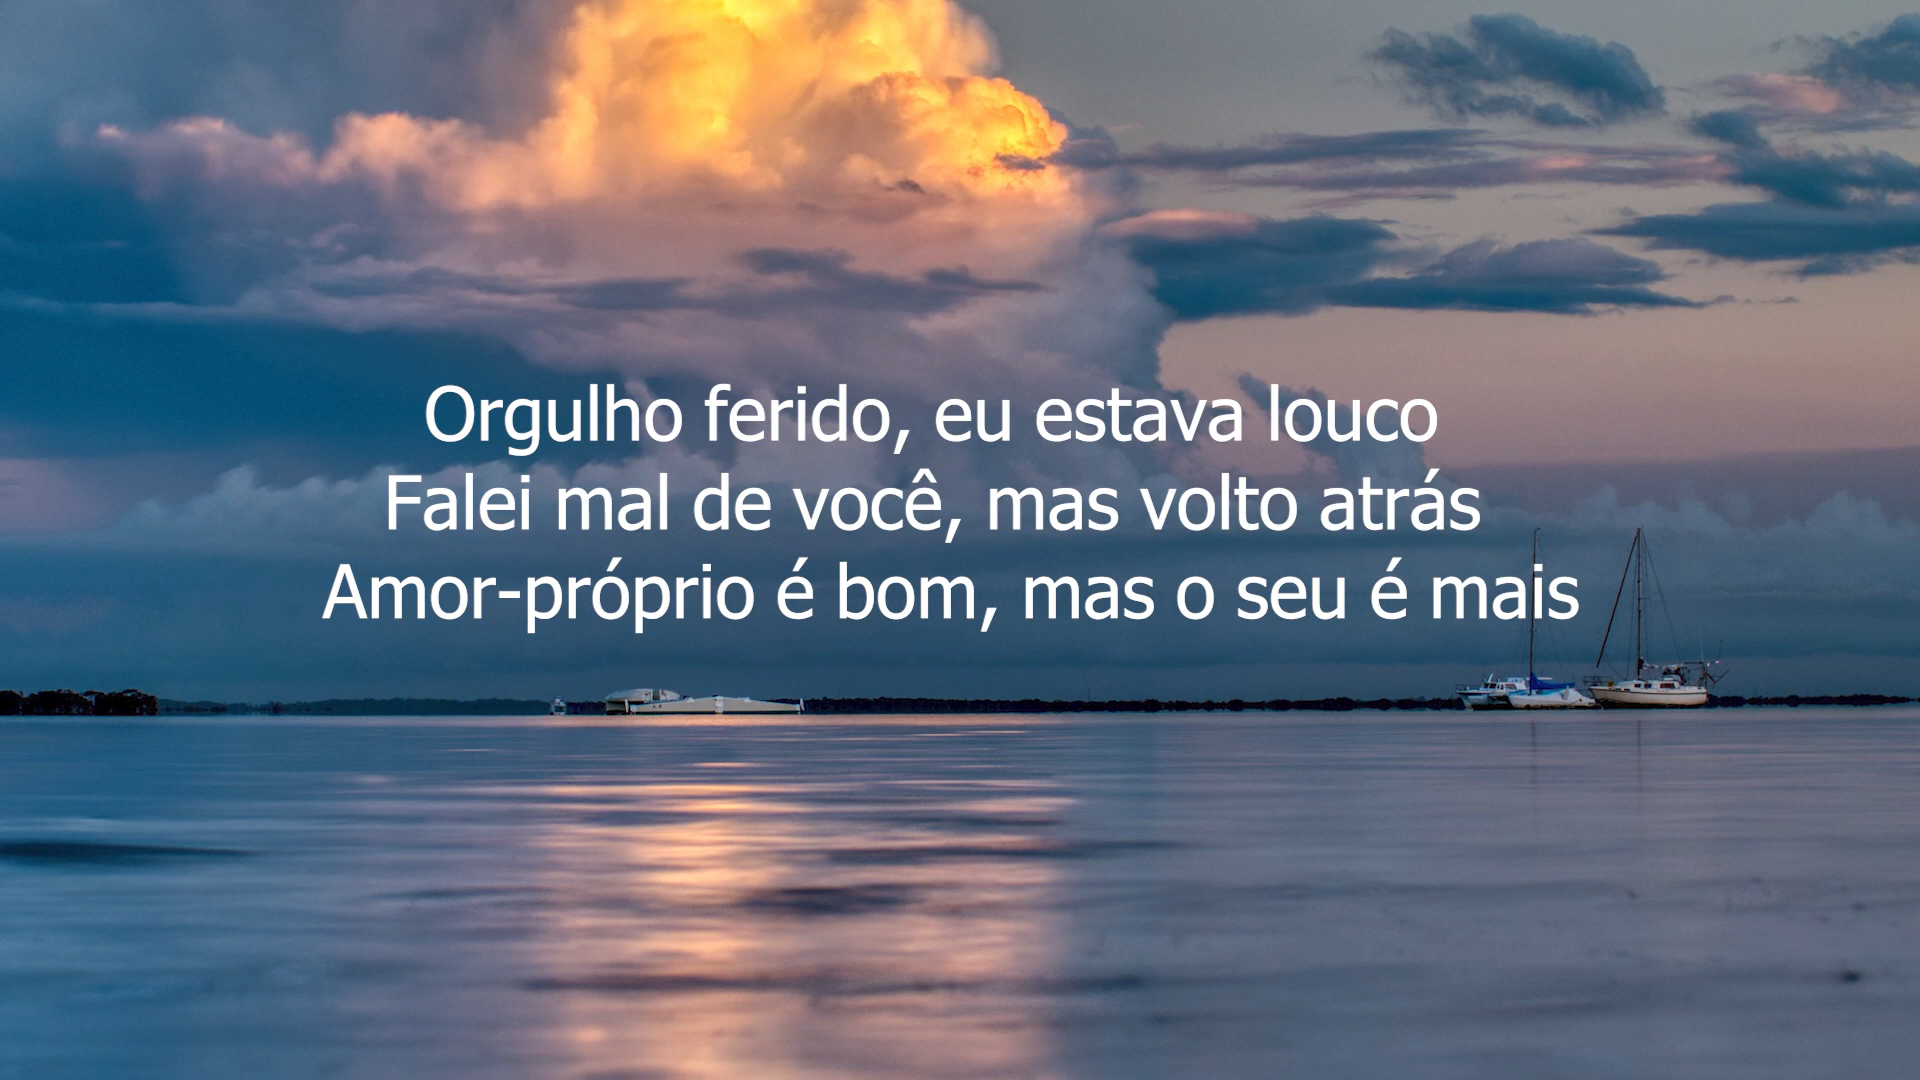 Orgulho ferido, eu estava louco
Falei mal de você, mas volto atrás
Amor-próprio é bom, mas o seu é mais